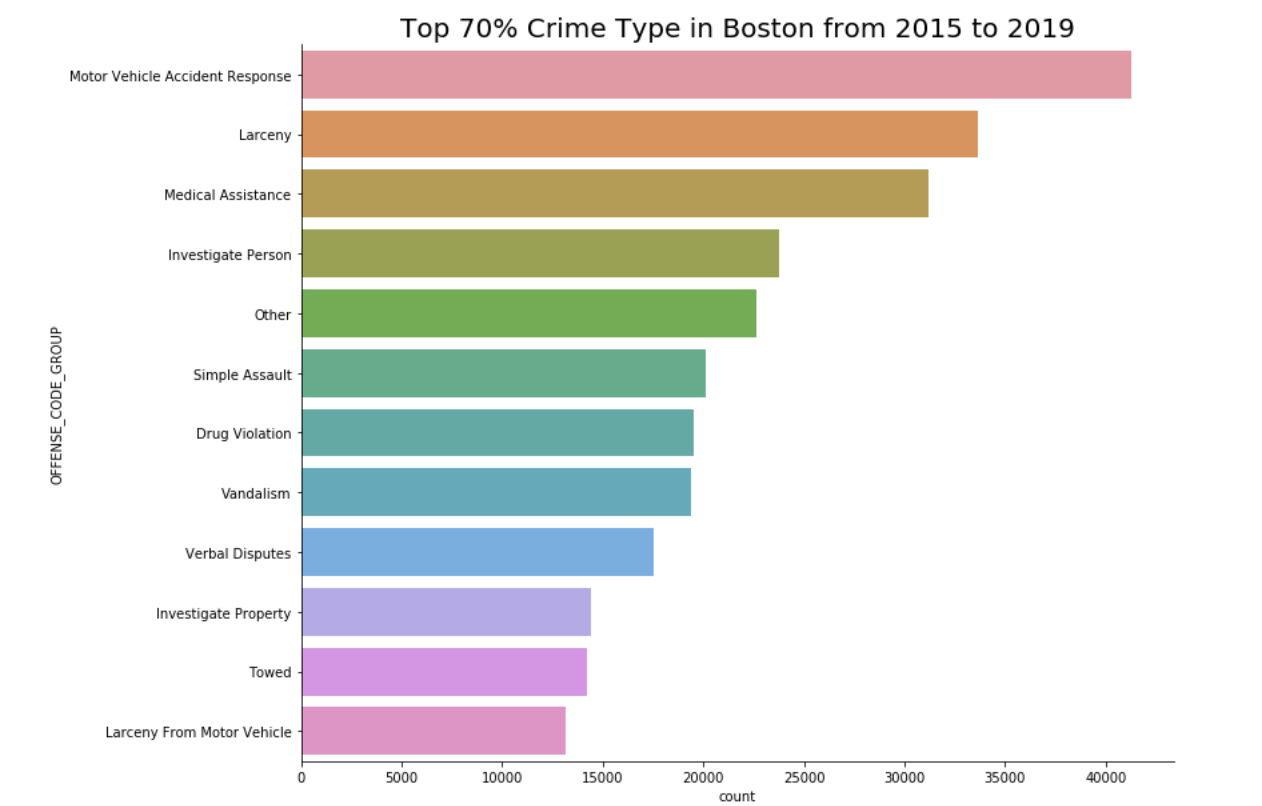 Top 70% Crime Type in Boston from 2015 to 2019
OFFENSE_CODE_GROUP
Motor Vehicle Accident Response
Larceny
Medical Assistance
Investigate Person
Other
Simple Assault
Drug Violation
Vandalism
Verbal Disputes
Investigate Property
Towed
Larceny From Motor Vehicle
0 5000 10000 15000 20000 25000 30000 35000 40000
count